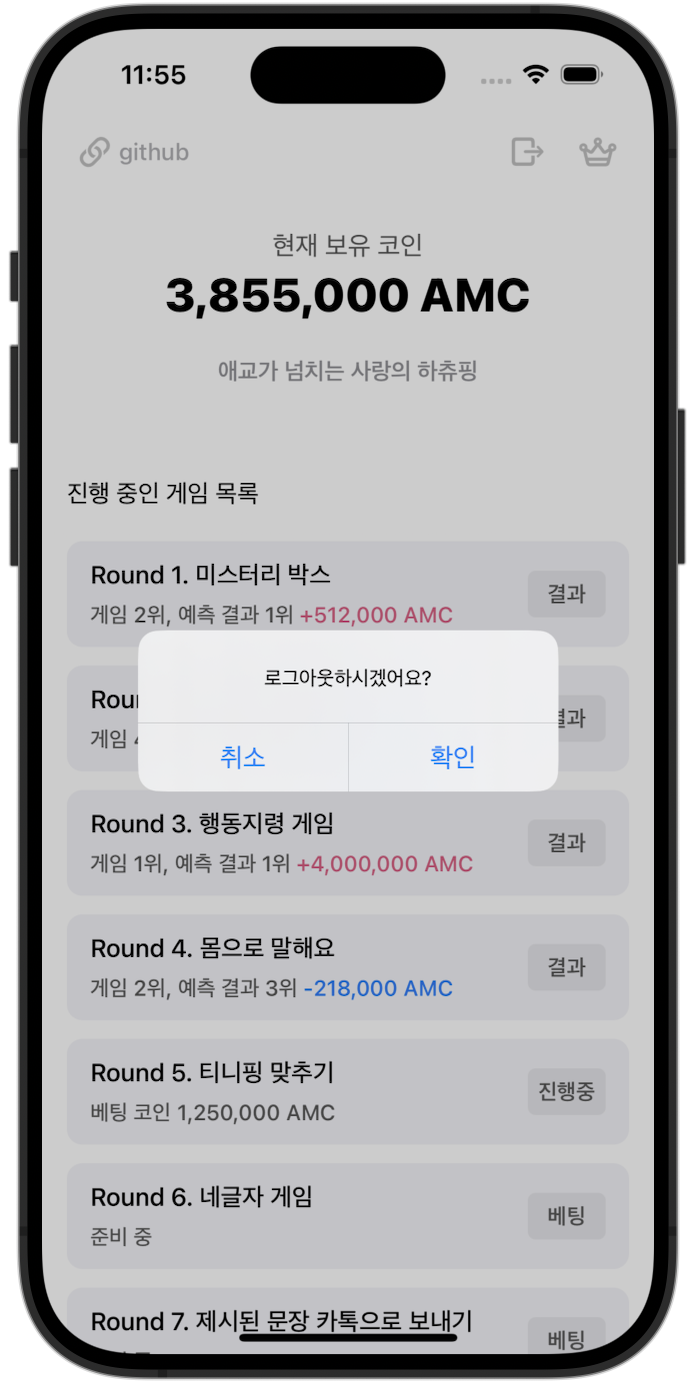 11:55
github
현재 보유 코인
3,855,000 AMC
애교가 넘치는 사랑의 하츄핑
진행 중인 게임 목록
Round 1. 미스터리 박스
게임 2위, 예측 결과 1위 +512,000 AMC
결과
로그아웃하시겠어요?
취소
확인
게임
Round 3. 행동지령 게임
게임 1위, 예측 결과 1위 +4,000,000 AMC
결과
Round 4. 몸으로 말해요
게임 2위, 예측 결과 3위 -218,000 AMC
결과
Round 5. 티니핑 맞추기
베팅 코인 1,250,000 AMC
진행중
Round 6. 네글자 게임
준비 중
베팅
Round 7. 제시된 문장 카톡으로 보내기
베팅